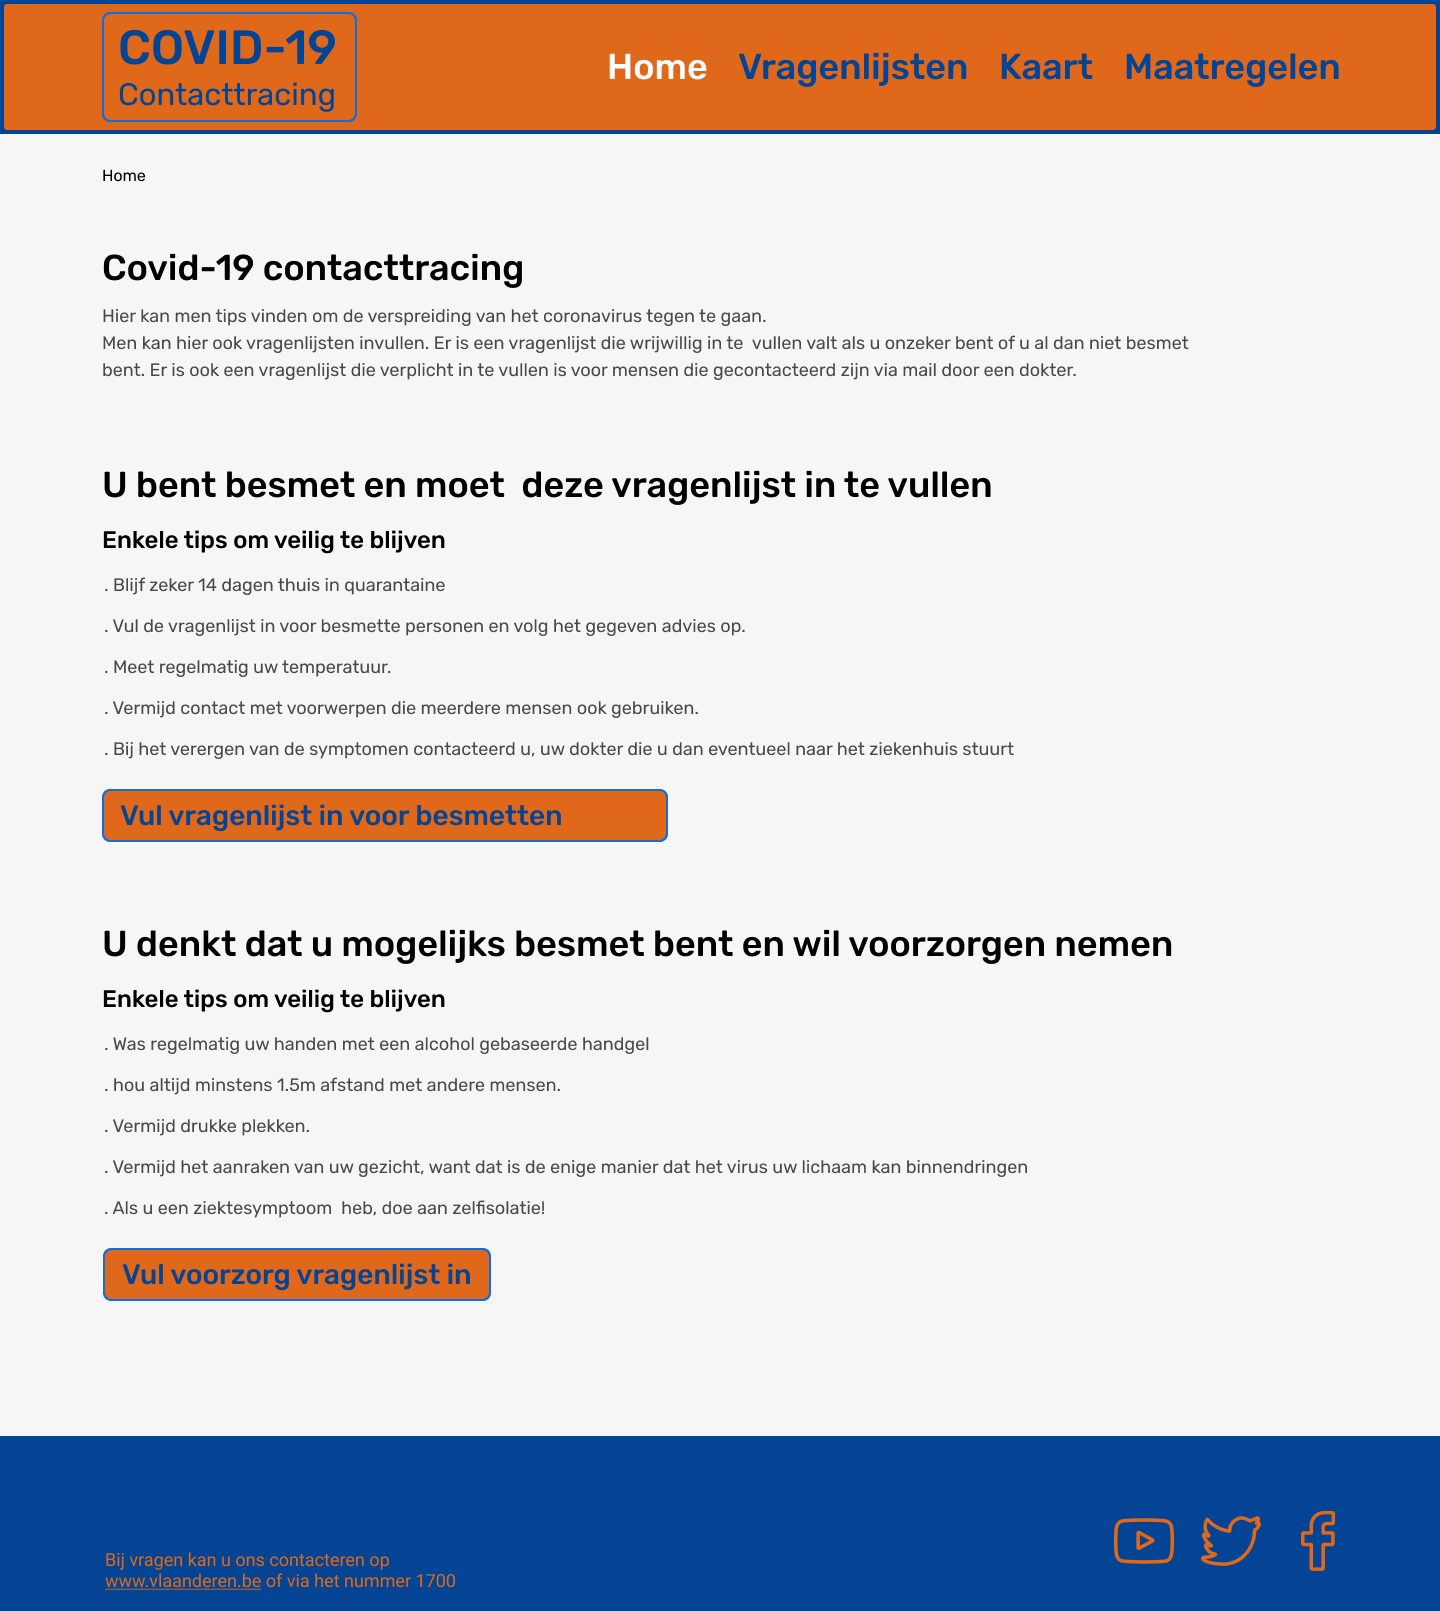 COVID-19
Contacttracing
Home Vragenlijsten Kaart Maatregelen
Home
Covid-19 contacttracing
Hier kan men tips vinden om de verspreiding van het coronavirus tegen te gaan.
Men kan hier ook vragenlijsten invullen. Er is een vragenlijst die wrijwillig in te  vullen valt als u onzeker bent of u al dan niet besmet
bent. Er is ook een vragenlijst die verplicht in te vullen is voor mensen die gecontacteerd zijn via mail door een dokter.
U bent besmet en moet  deze vragenlijst in te vullen
Enkele tips om veilig te blijven
. Blijf zeker 14 dagen thuis in quarantaine
. Vul de vragenlijst in voor besmette personen en volg het gegeven advies op.
. Meet regelmatig uw temperatuur.
. Vermijd contact met voorwerpen die meerdere mensen ook gebruiken.
. Bij het verergen van de symptomen contacteerd u, uw dokter die u dan eventueel naar het ziekenhuis stuurt
Vul vragenlijst in voor besmetten
U denkt dat u mogelijks besmet bent en wil voorzorgen nemen
Enkele tips om veilig te blijven
. Was regelmatig uw handen met een alcohol gebaseerde handgel
. hou altijd minstens 1.5m afstand met andere mensen.
. Vermijd drukke plekken.
. Vermijd het aanraken van uw gezicht, want dat is de enige manier dat het virus uw lichaam kan binnendringen
. Als u een ziektesymptoom  heb, doe aan zelfisolatie!
Vul voorzorg vragenlijst in
Bij vragen kan u ons contacteren op
www.vlaanderen.be of via het nummer 1700